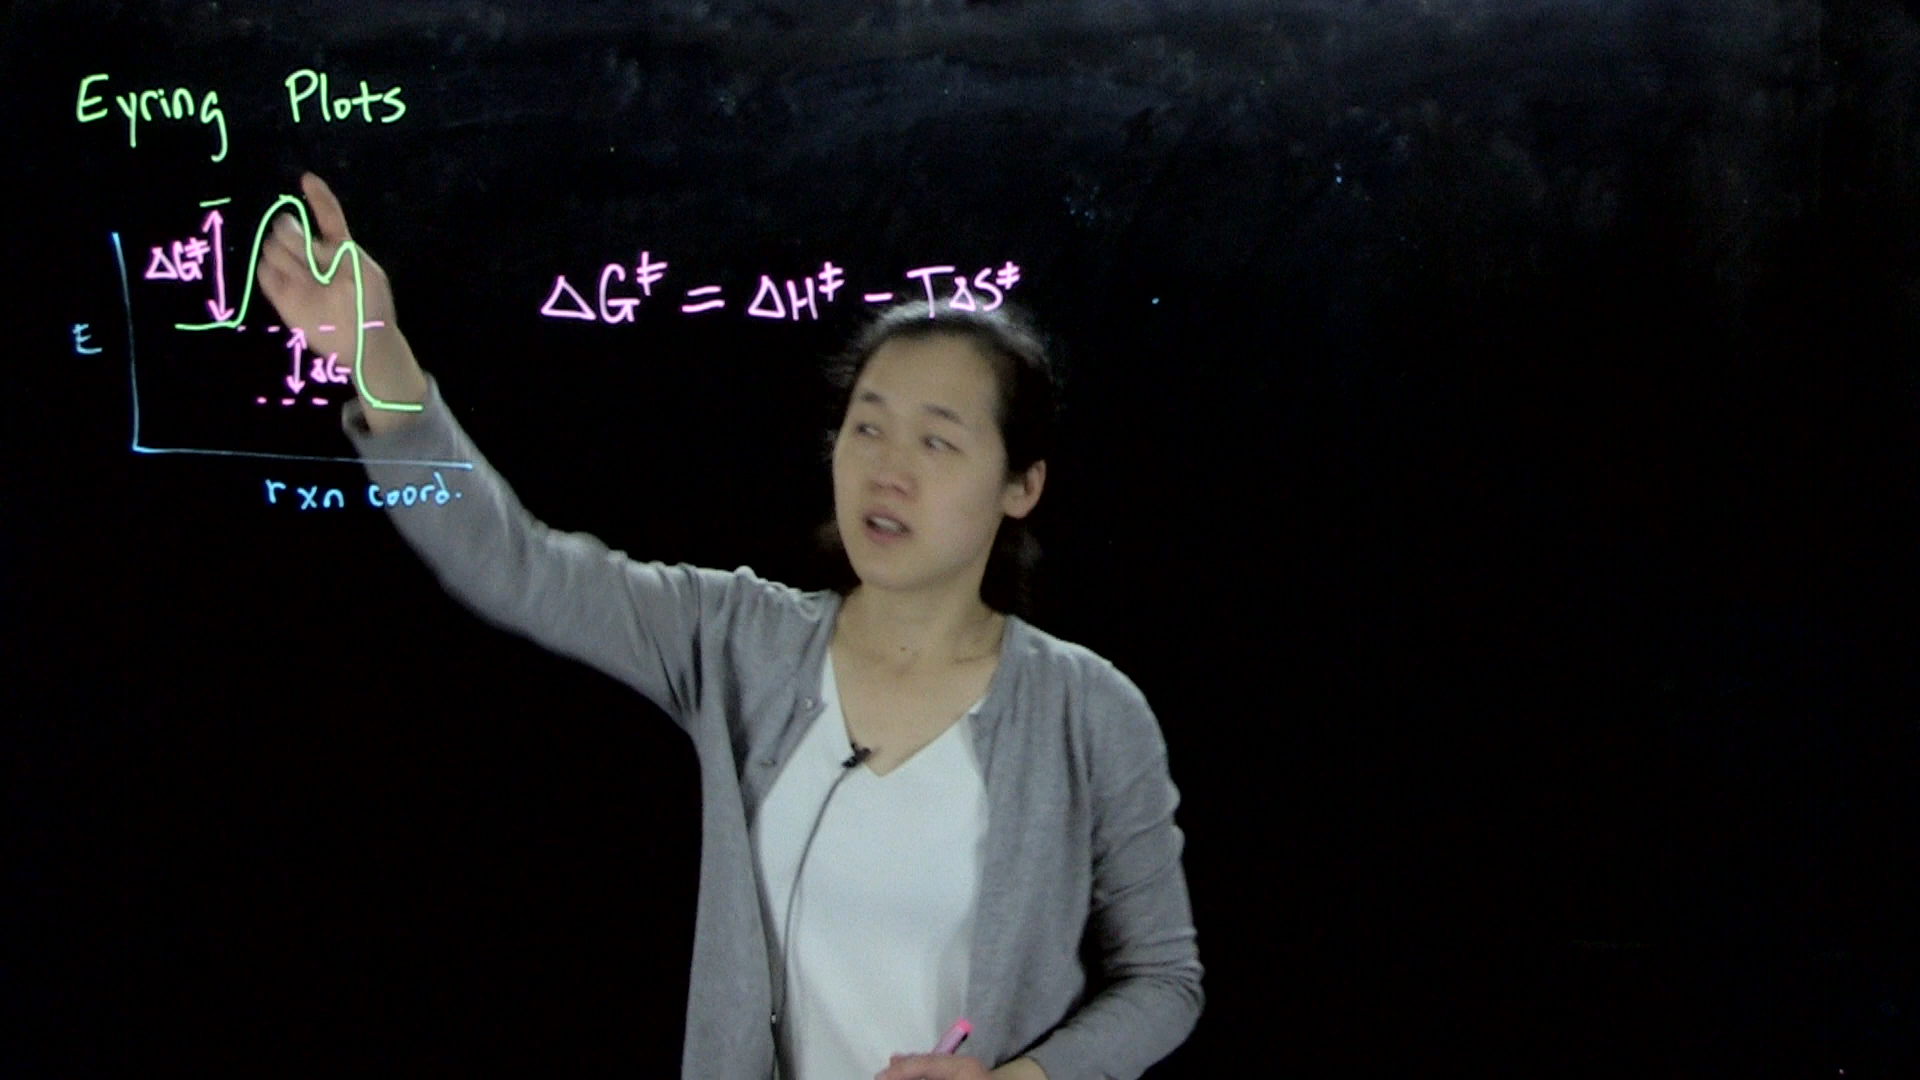 Eyring Plots
ΔG‡
ΔG‡ = ΔH‡ – TΔS‡
E
ΔG
rxn coord.